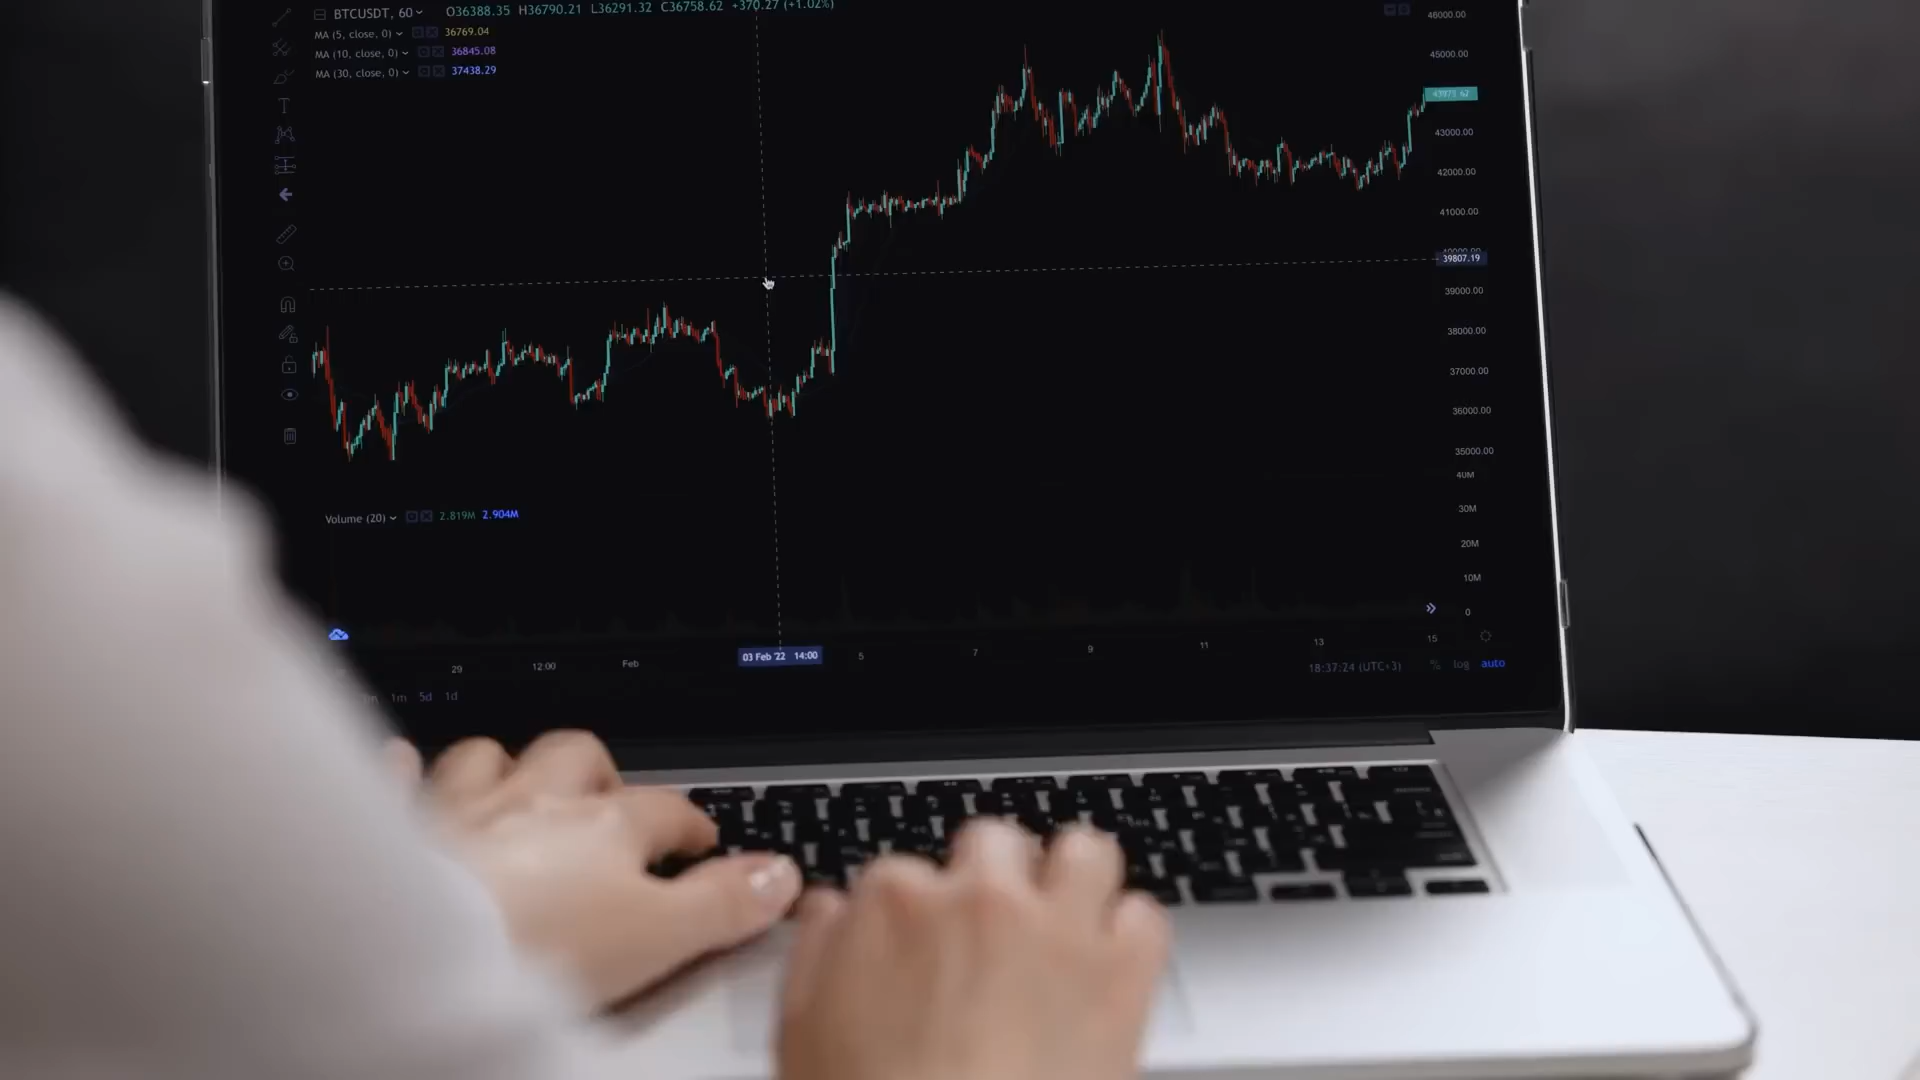 BTCUSDT, 60 O36388.35 H36790.21 L36291.32 C36758.62 +370.27 (+1.02%)
MA (5, close, 0) 36769.04
MA (10, close, 0) 36845.08
MA (30, close, 0) 37438.29
46000.00
45000.00
43973.62
43000.00
42000.00
41000.00
40000.00
39807.19
39000.00
38000.00
37000.00
36000.00
35000.00
Volume (20) 2.819M 2.904M
40M
30M
20M
10M
0
29 12:00 Feb 03 Feb '22 14:00 5 7 9 11 13 15
1m 5d 1d
18:37:24 (UTC+3) % log auto